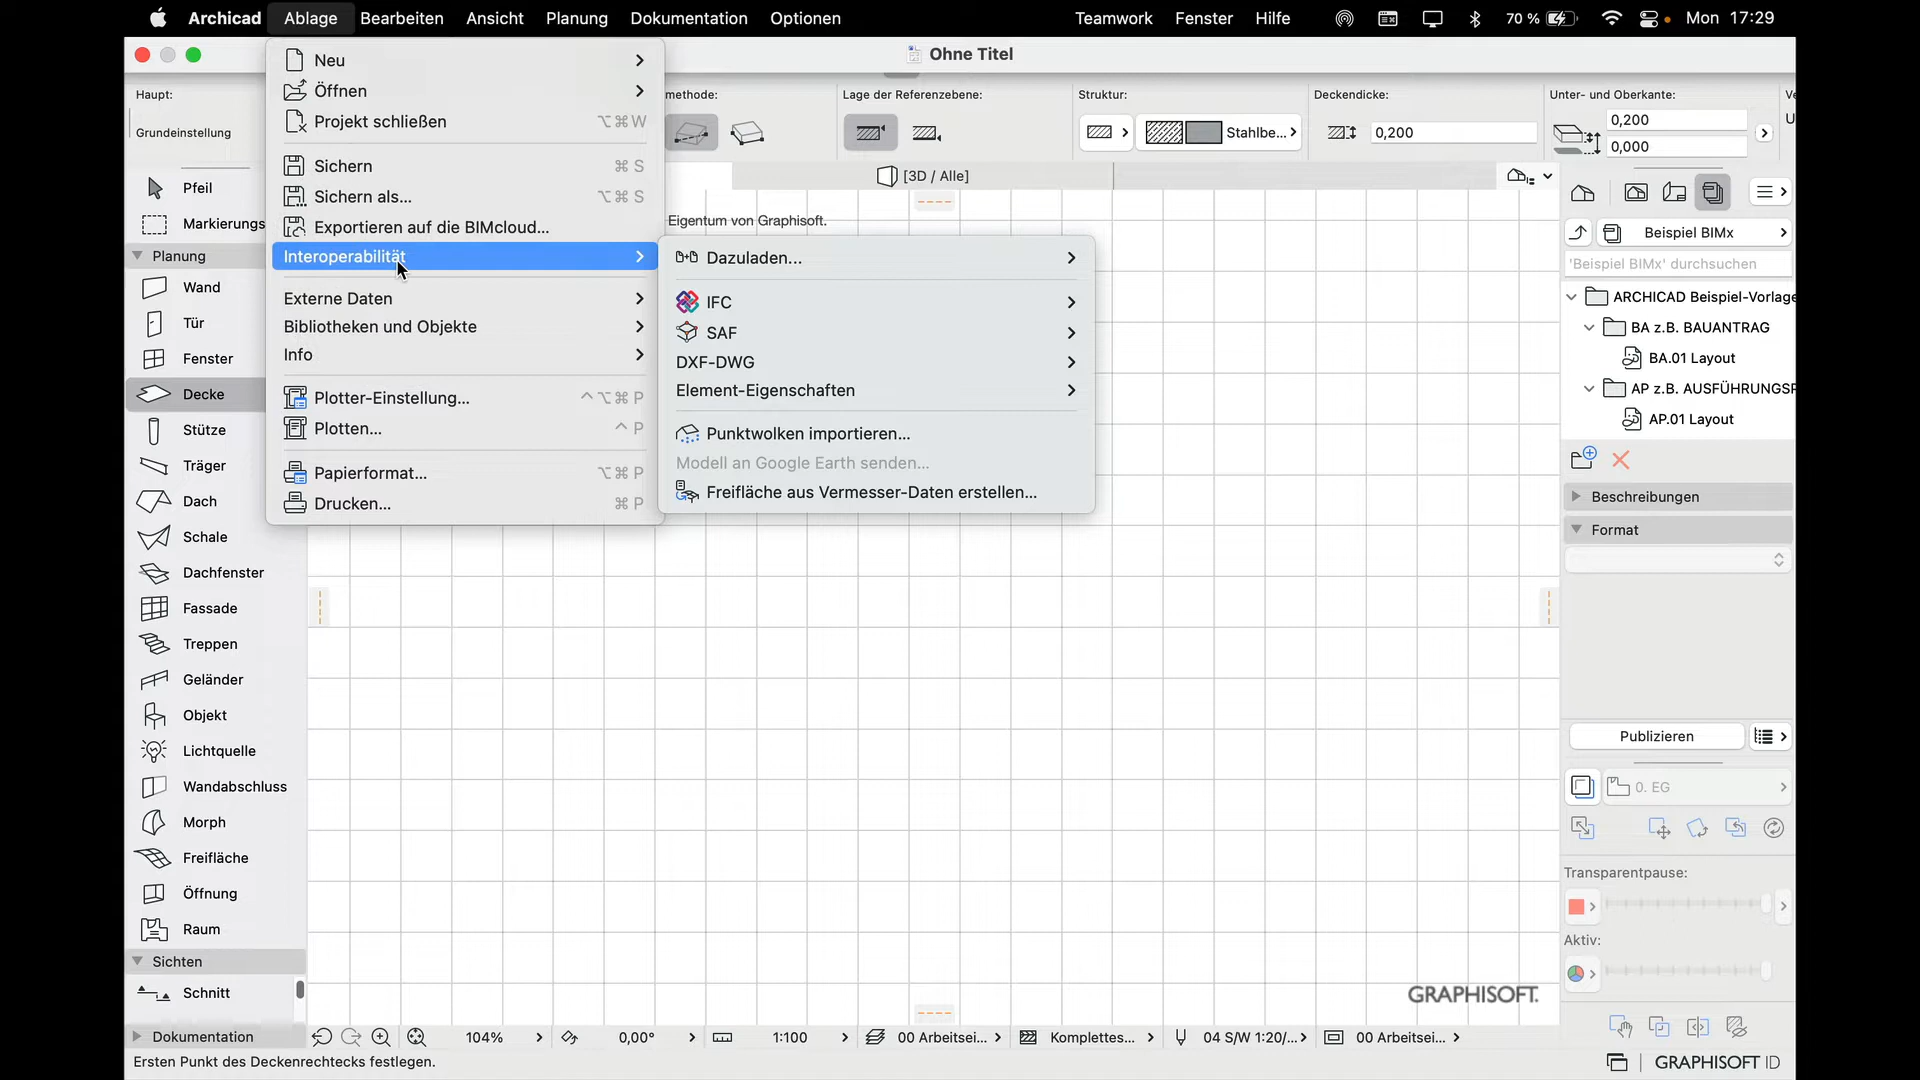 Archicad Ablage Bearbeiten Ansicht Planung Dokumentation Optionen Teamwork Fenster Hilfe 70 % Mon 17:29
Ohne Titel
Haupt:
Grundeinstellung
methode:
Lage der Referenzebene:
Struktur:
Stahlbe...
Deckendicke:
0,200
Unter- und Oberkante:
0,200
0,000
[3D / Alle]
Neu
Öffnen
Projekt schließen ⌥⌘W
Sichern ⌘ S
Sichern als... ⌥⌘ S
Exportieren auf die BIMcloud...
Interoperabilität
Externe Daten
Bibliotheken und Objekte
Info
Plotter-Einstellung... ^⌥⌘ P
Plotten... ^ P
Papierformat... ⌥⌘ P
Drucken... ⌘ P
Eigentum von Graphisoft.
Dazuladen...
IFC
SAF
DXF-DWG
Element-Eigenschaften
Punktwolken importieren...
Modell an Google Earth senden...
Freifläche aus Vermesser-Daten erstellen...
Pfeil
Markierungs
Planung
Wand
Tür
Fenster
Decke
Stütze
Träger
Dach
Schale
Dachfenster
Fassade
Treppen
Geländer
Objekt
Lichtquelle
Wandabschluss
Morph
Freifläche
Öffnung
Raum
Sichten
Schnitt
Dokumentation
Beispiel BIMx
'Beispiel BIMx' durchsuchen
ARCHICAD Beispiel-Vorlage
BA z.B. BAUANTRAG
BA.01 Layout
AP z.B. AUSFÜHRUNGSP
AP.01 Layout
Beschreibungen
Format
Publizieren
0. EG
Transparentpause:
Aktiv:
GRAPHISOFT.
104% 0,00° 1:100 00 Arbeitsei... Komplettes... 04 S/W 1:20/... 00 Arbeitsei...
Ersten Punkt des Deckenrechtecks festlegen.
GRAPHISOFT ID